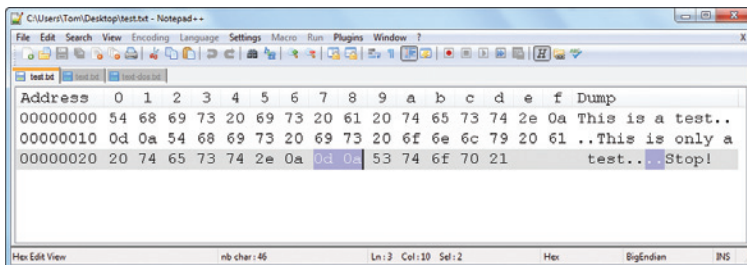 C:\Users\Tom\Desktop\test.txt - Notepad++
File Edit Search View Encoding Language Settings Macro Run Plugins Window ? X
test.txt test.txt test-dos.txt
Address 0 1 2 3 4 5 6 7 8 9 a b c d e f Dump
00000000 54 68 69 73 20 69 73 20 61 20 74 65 73 74 2e 0a This is a test..
00000010 0d 0a 54 68 69 73 20 69 73 20 6f 6e 6c 79 20 61 ..This is only a
00000020 20 74 65 73 74 2e 0a 0d 0a 53 74 6f 70 21 test....Stop!
Hex Edit View nb char : 46 Ln : 3 Col : 10 Sel : 2 Hex BigEndian INS